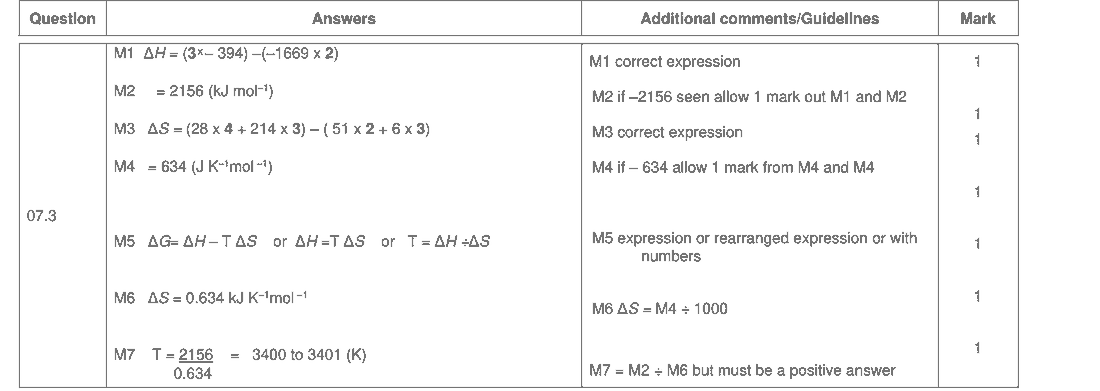 Question Answers Additional comments/Guidelines Mark
07.3
M1 ΔH = (3 x – 394) –(–1669 x 2)
M1 correct expression
1
M2 = 2156 (kJ mol⁻¹)
M2 if –2156 seen allow 1 mark out M1 and M2
1
M3 ΔS = (28 x 4 + 214 x 3) – ( 51 x 2 + 6 x 3)
M3 correct expression
1
M4 = 634 (J K⁻¹mol⁻¹)
M4 if – 634 allow 1 mark from M4 and M4
1
M5 ΔG= ΔH – T ΔS or ΔH =T ΔS or T = ΔH ÷ΔS
M5 expression or rearranged expression or with
numbers
1
M6 ΔS = 0.634 kJ K⁻¹mol⁻¹
M6 ΔS = M4 ÷ 1000
1
M7 T = 2156 = 3400 to 3401 (K)
0.634
M7 = M2 ÷ M6 but must be a positive answer
1